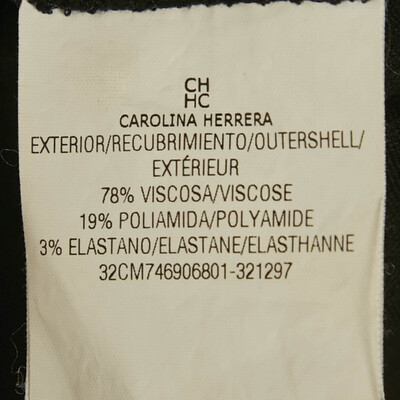 CH
HC
CAROLINA HERRERA
EXTERIOR/RECUBRIMIENTO/OUTERSHELL/
EXTÉRIEUR
78% VISCOSA/VISCOSE
19% POLIAMIDA/POLYAMIDE
3% ELASTANO/ELASTANE/ELASTHANNE
32CM746906801-321297